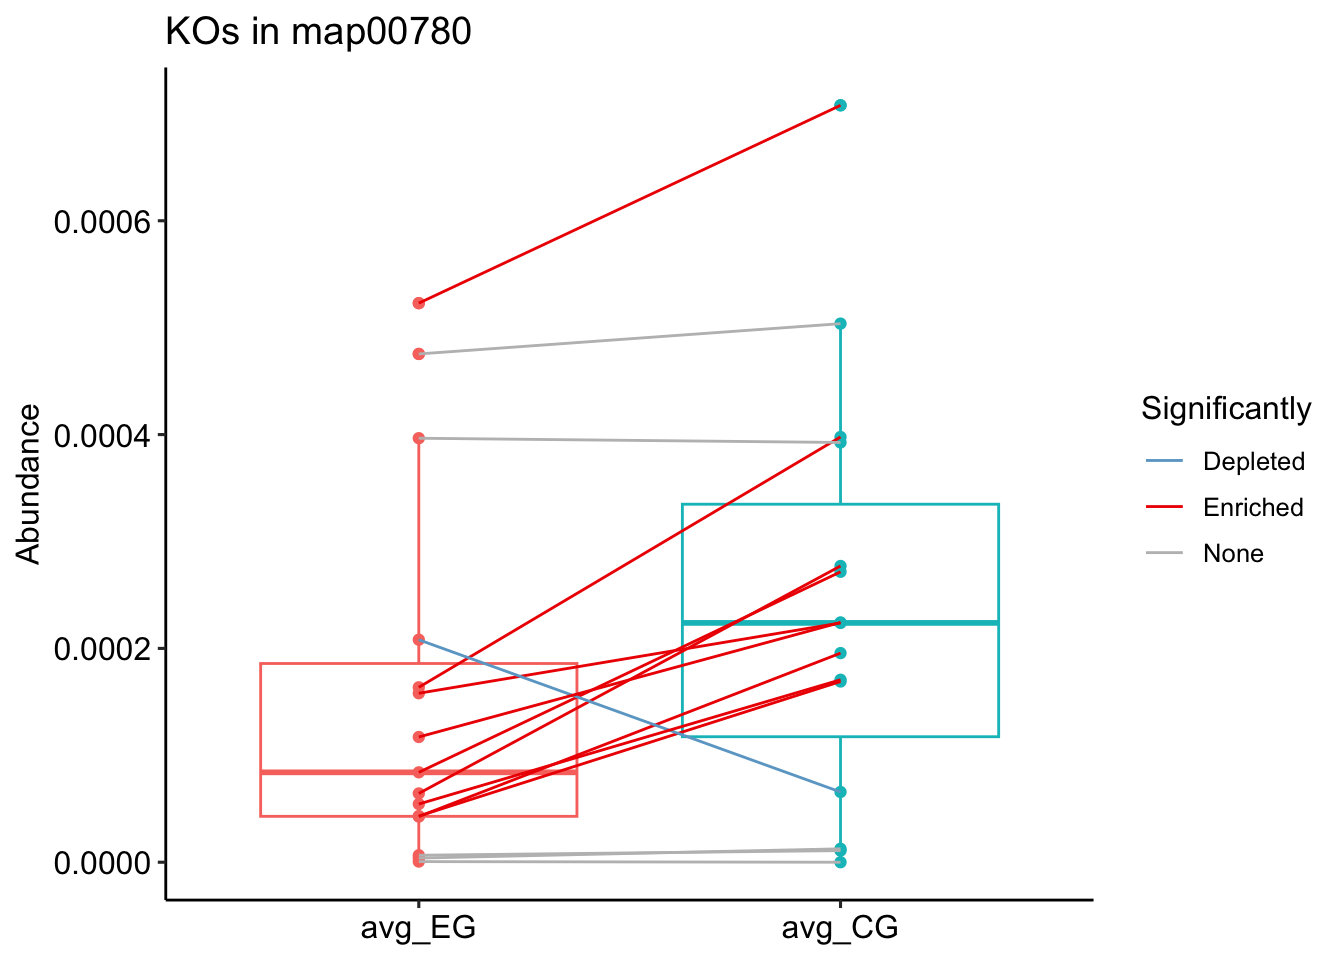 KOs in map00780
Abundance
0.0006
0.0004
0.0002
0.0000
avg_EG
avg_CG
Significantly
Depleted
Enriched
None